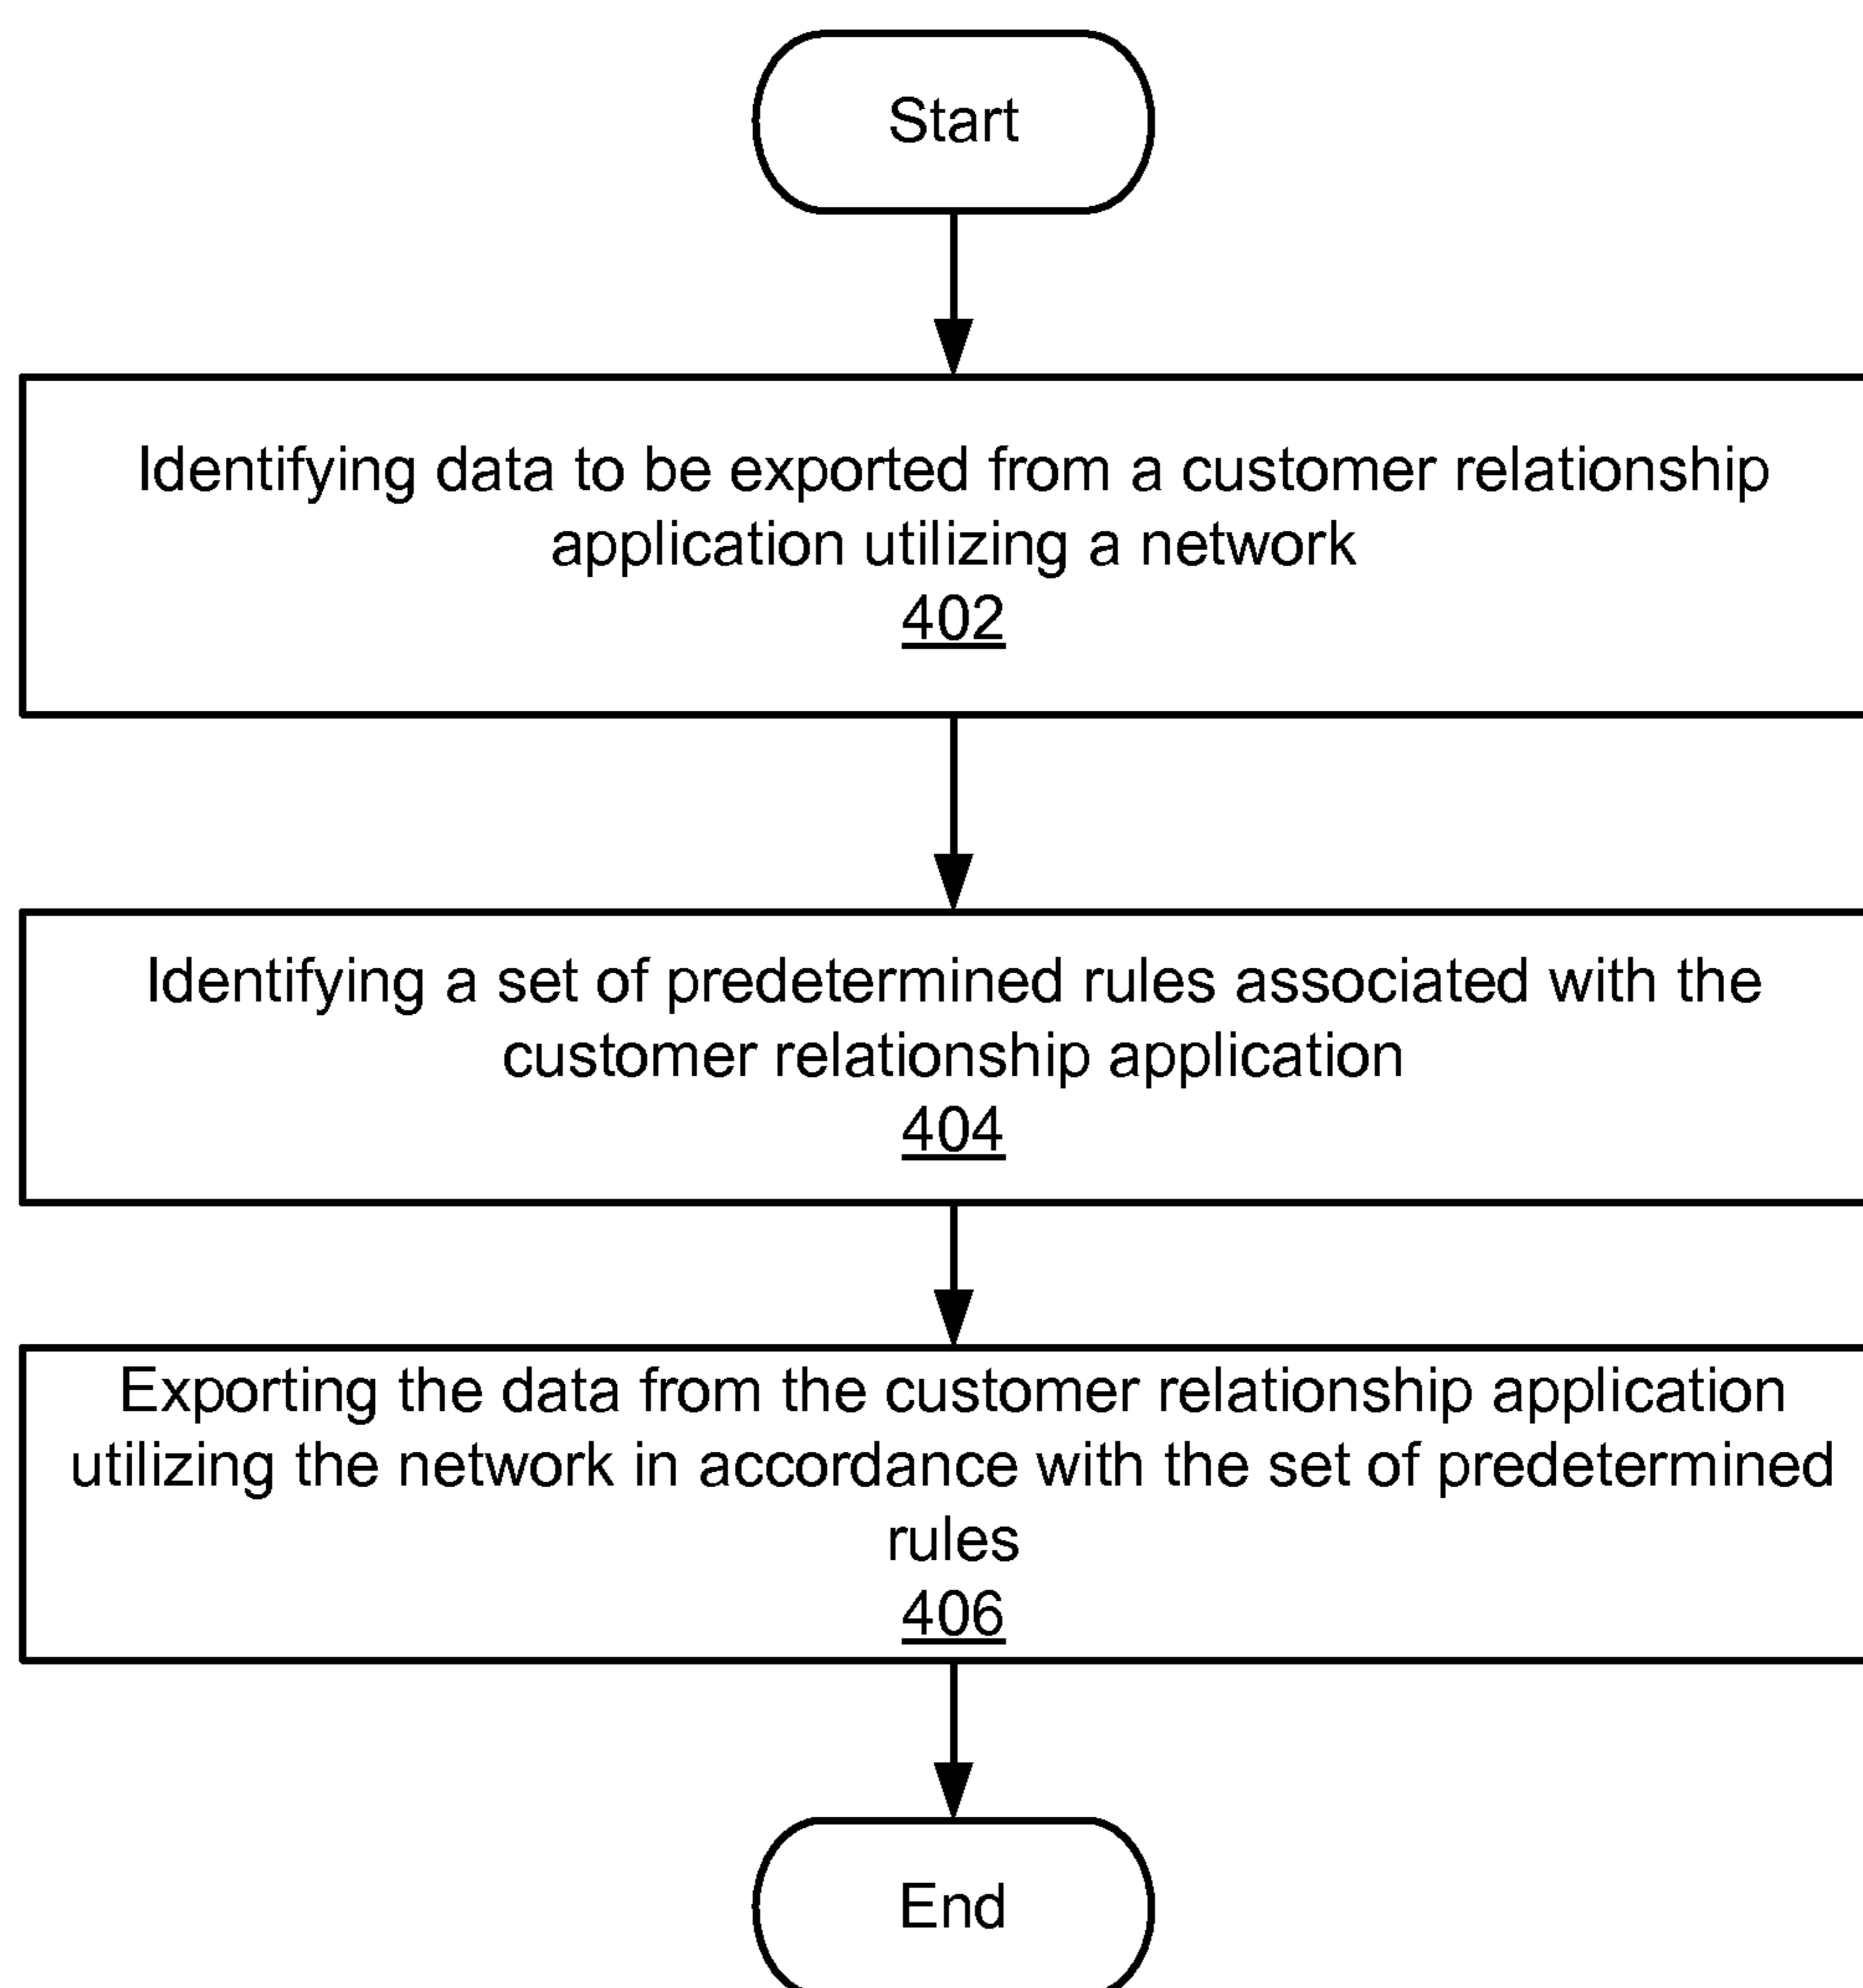 Start
Identifying data to be exported from a customer relationship
application utilizing a network
402
Identifying a set of predetermined rules associated with the
customer relationship application
404
Exporting the data from the customer relationship application
utilizing the network in accordance with the set of predetermined
rules
406
End